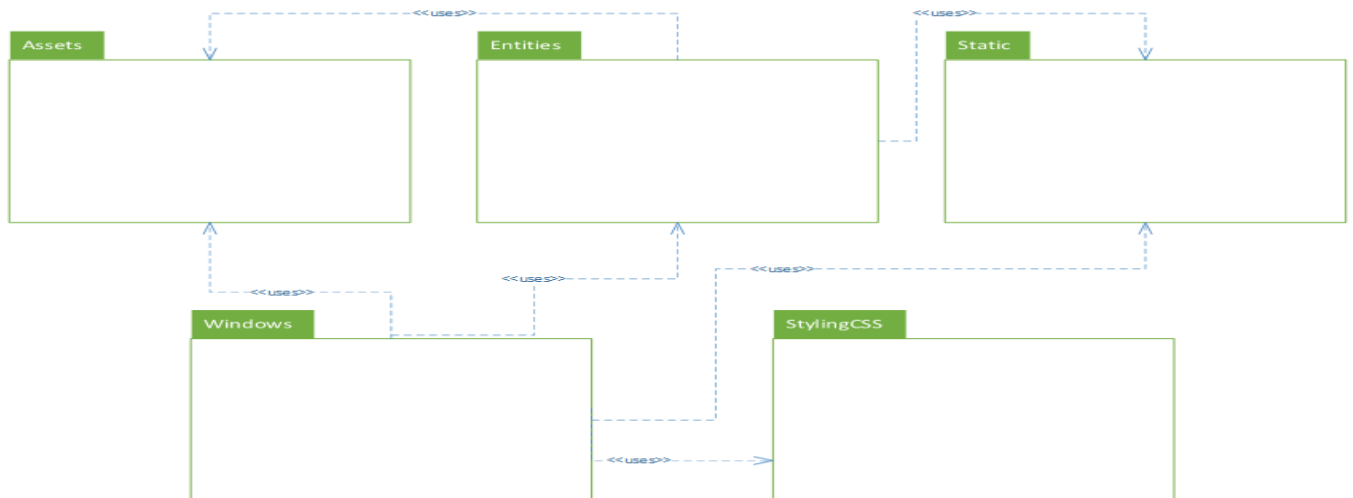 <<uses>>
<<uses>>
Assets
Entities
Static
<<uses>>
<<uses>>
<<uses>>
Windows
StylingCSS
<<uses>>